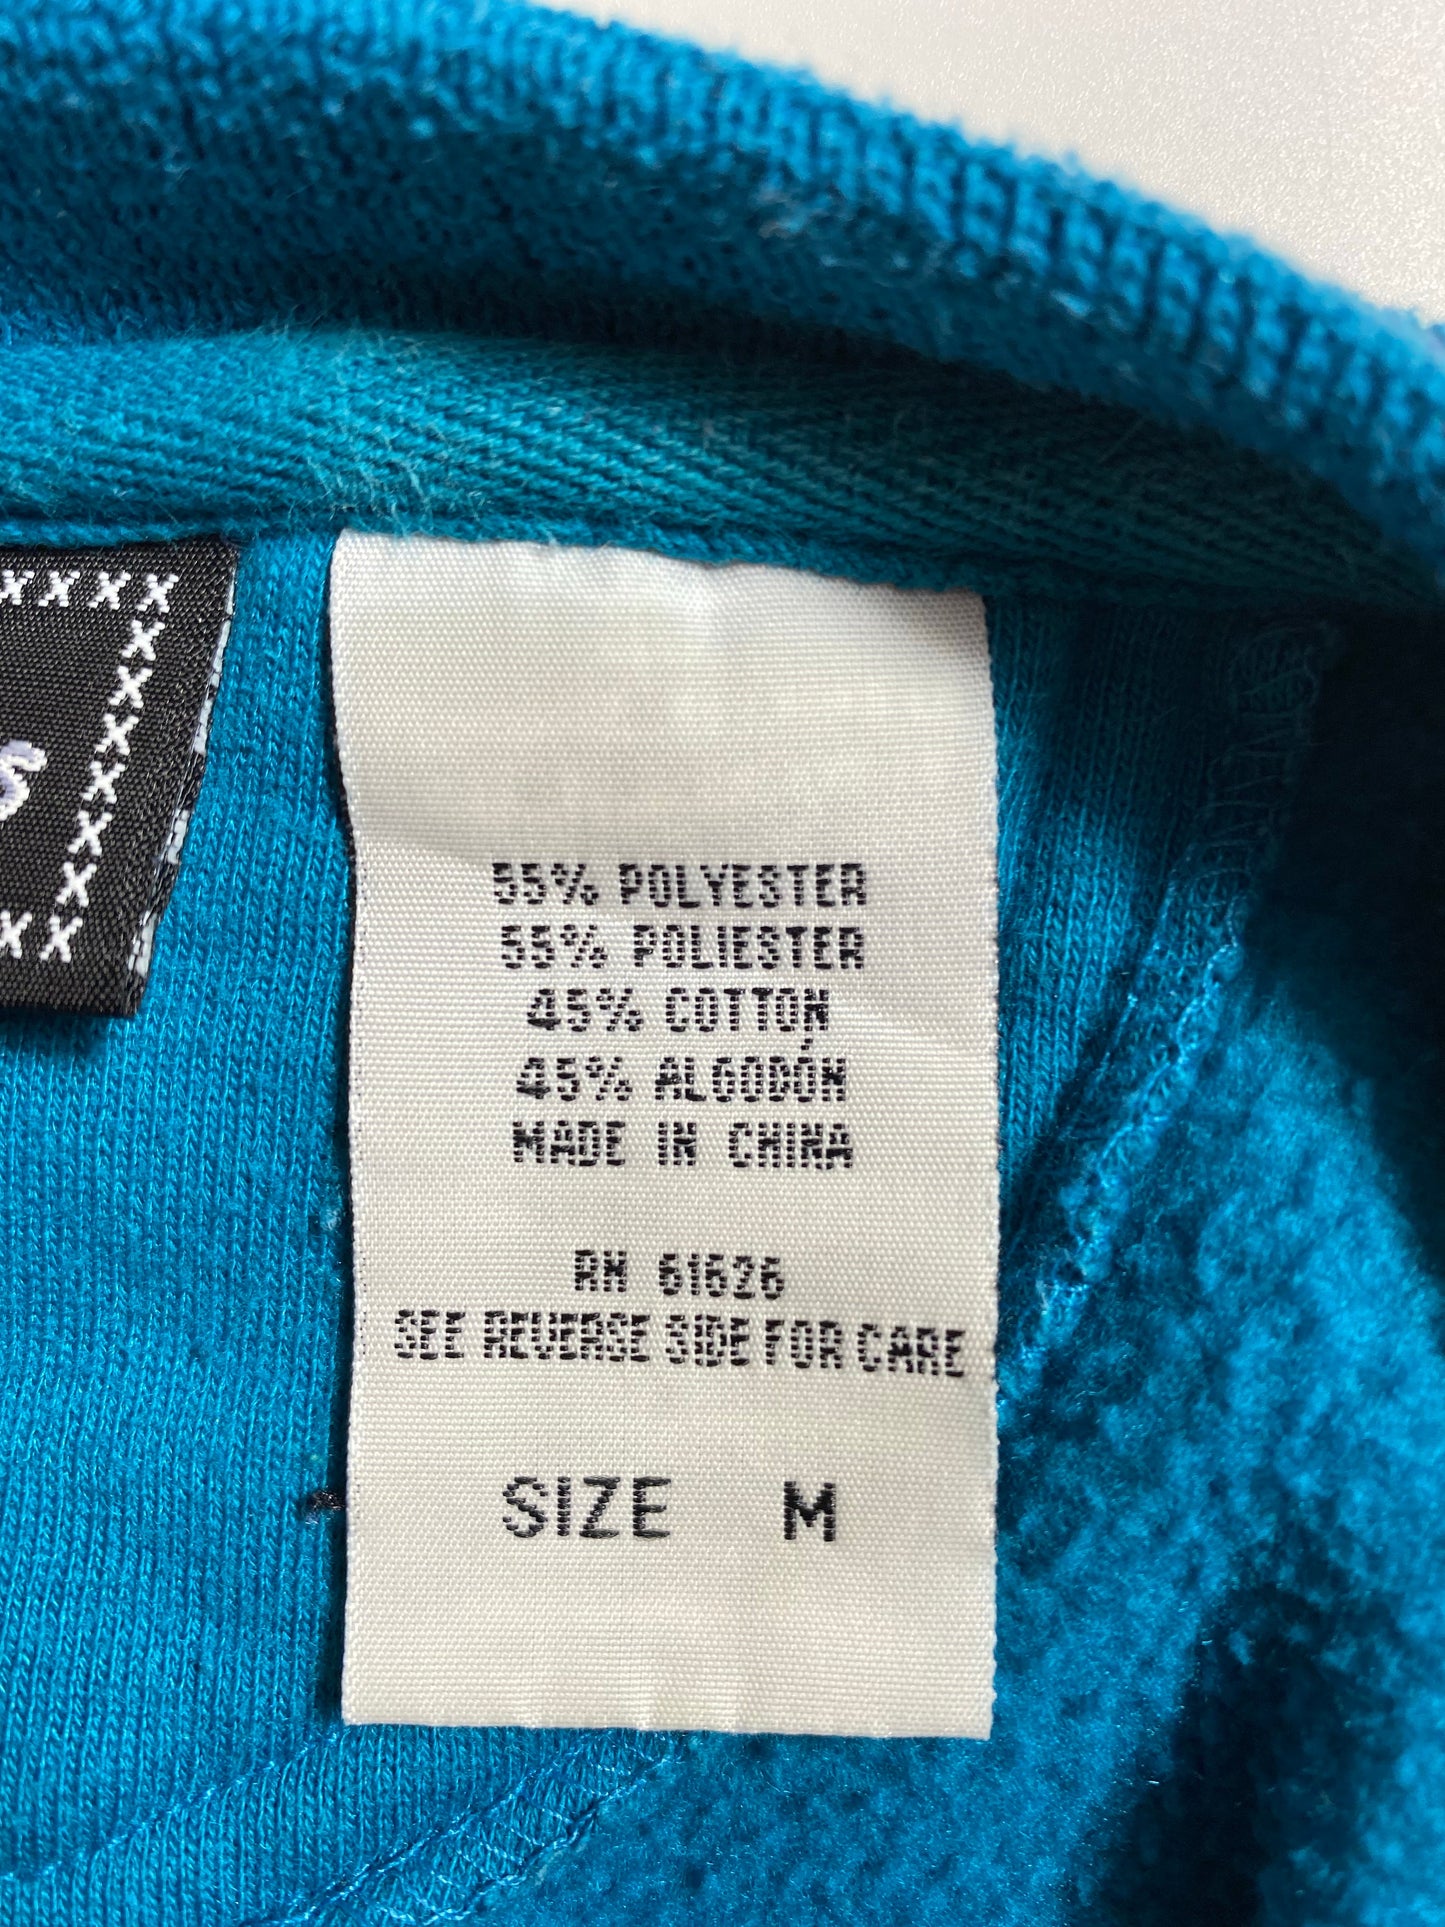 55% POLYESTER
55% POLIESTER
45% COTTON
45% ALGODÓN
MADE IN CHINA
RN 61626
SEE REVERSE SIDE FOR CARE
SIZE M